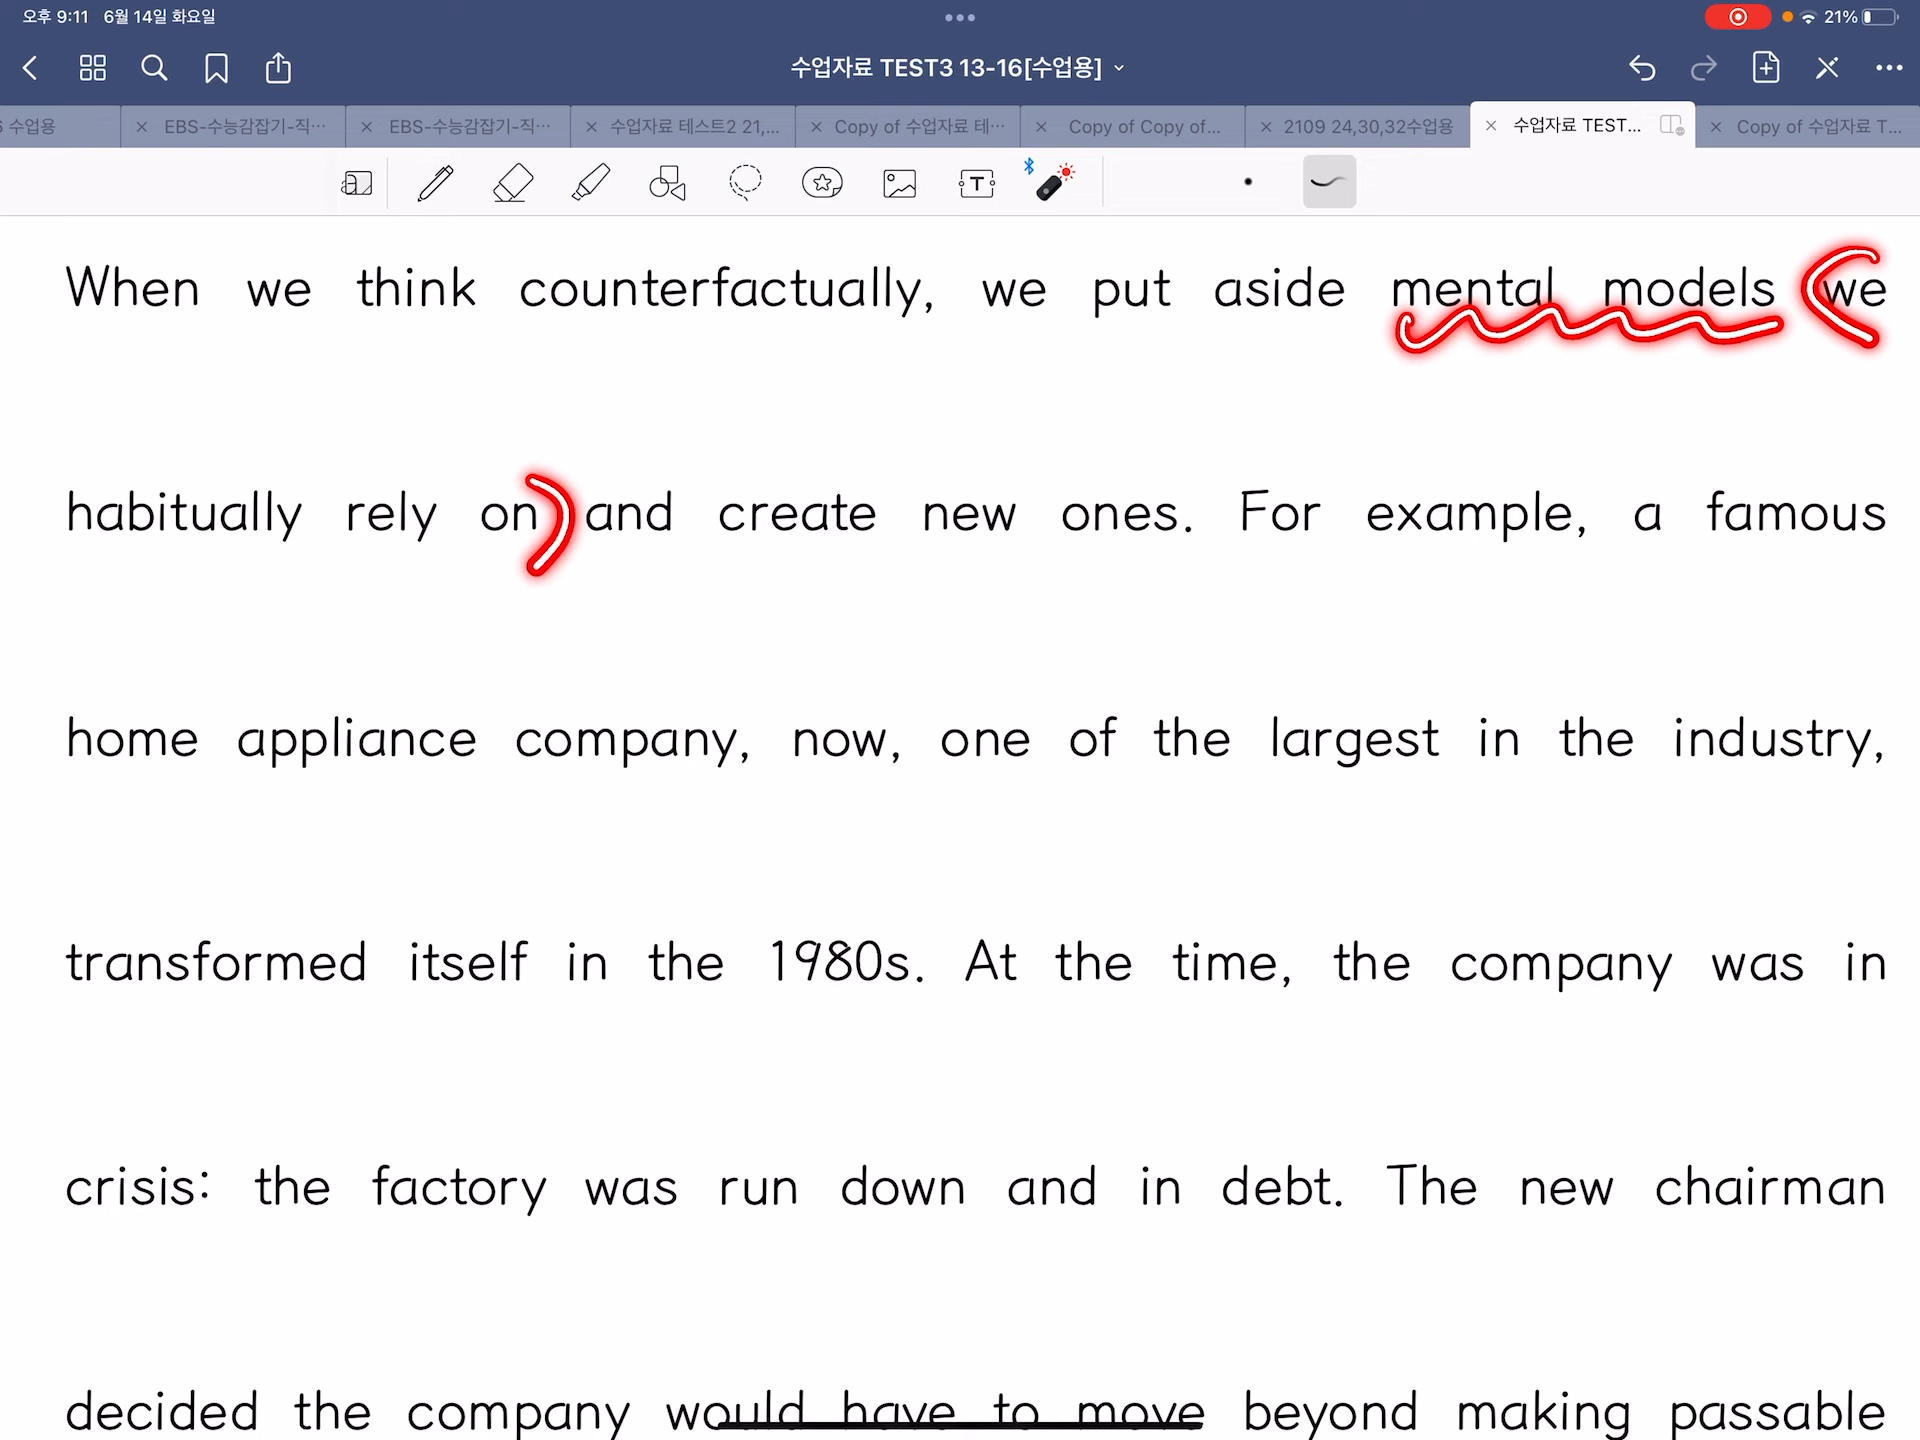 오후 9:11 6월 14일 화요일
21%
수업자료 TEST3 13-16[수업용]
6 수업용
EBS-수능감잡기-직…
EBS-수능감잡기-직…
수업자료 테스트2 21,...
Copy of 수업자료 테…
Copy of Copy of...
2109 24,30,32수업용
수업자료 TEST...
Copy of 수업자료 T...
When we think counterfactually, we put aside mental models we
habitually rely on and create new ones. For example, a famous
home appliance company, now, one of the largest in the industry,
transformed itself in the 1980s. At the time, the company was in
crisis: the factory was run down and in debt. The new chairman
decided the company would have to move beyond making passable